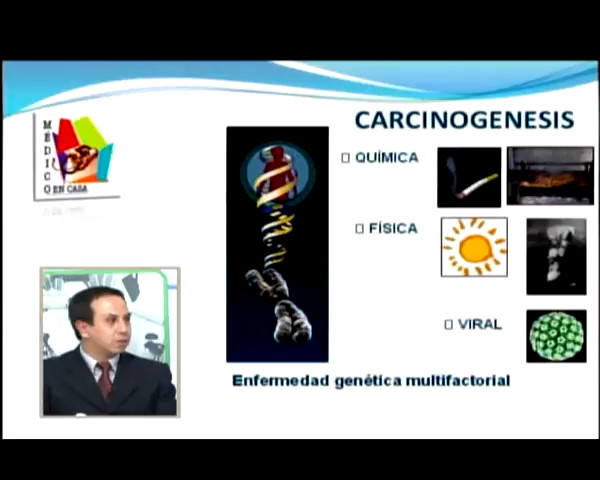 CARCINOGENESIS
MÉDICO
EN CASA
QUÍMICA
FÍSICA
VIRAL
Enfermedad genética multifactorial